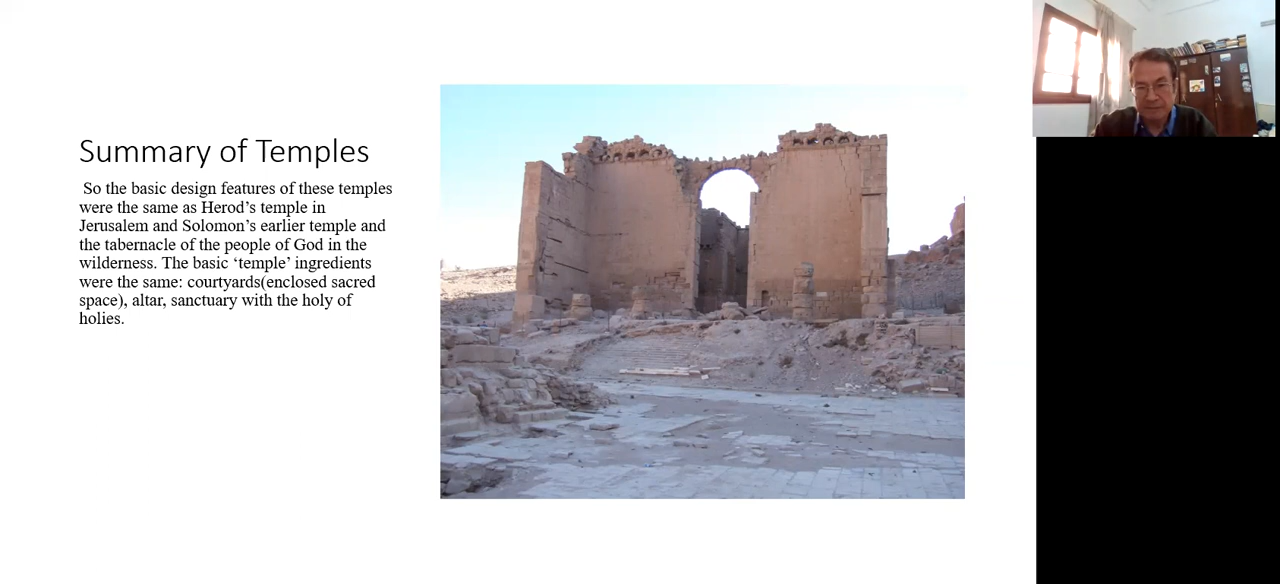 Summary of Temples
So the basic design features of these temples
were the same as Herod’s temple in
Jerusalem and Solomon’s earlier temple and
the tabernacle of the people of God in the
wilderness. The basic ‘temple’ ingredients
were the same: courtyards(enclosed sacred
space), altar, sanctuary with the holy of
holies.